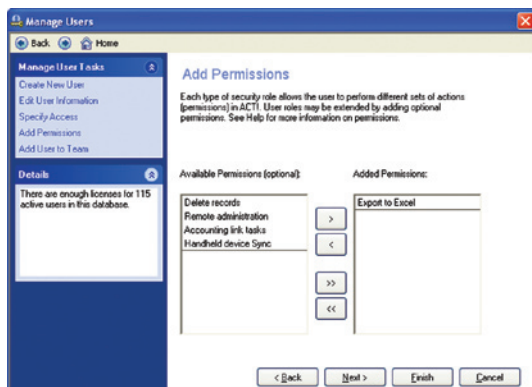 Manage Users
Back Home
Manage User Tasks
Create New User
Edit User Information
Specify Access
Add Permissions
Add User to Team
Details
There are enough licenses for 115
active users in this database.
Add Permissions
Each type of security role allows the user to perform different sets of actions
(permissions) in ACT!. User roles may be extended by adding optional
permissions. See Help for more information on permissions.
Available Permissions (optional):
Delete records
Remote administration
Accounting link tasks
Handheld device Sync
>
<
>>
<<
Added Permissions:
Export to Excel
< Back Next > Finish Cancel